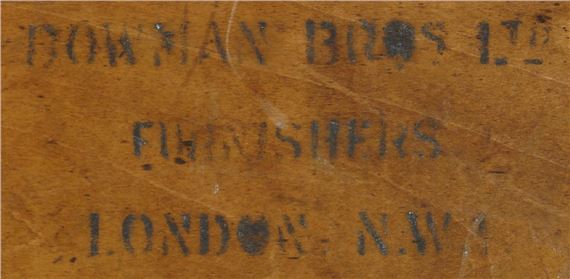 BOWMAN BROS LTD
FURNISHERS
LONDON. N.W.1